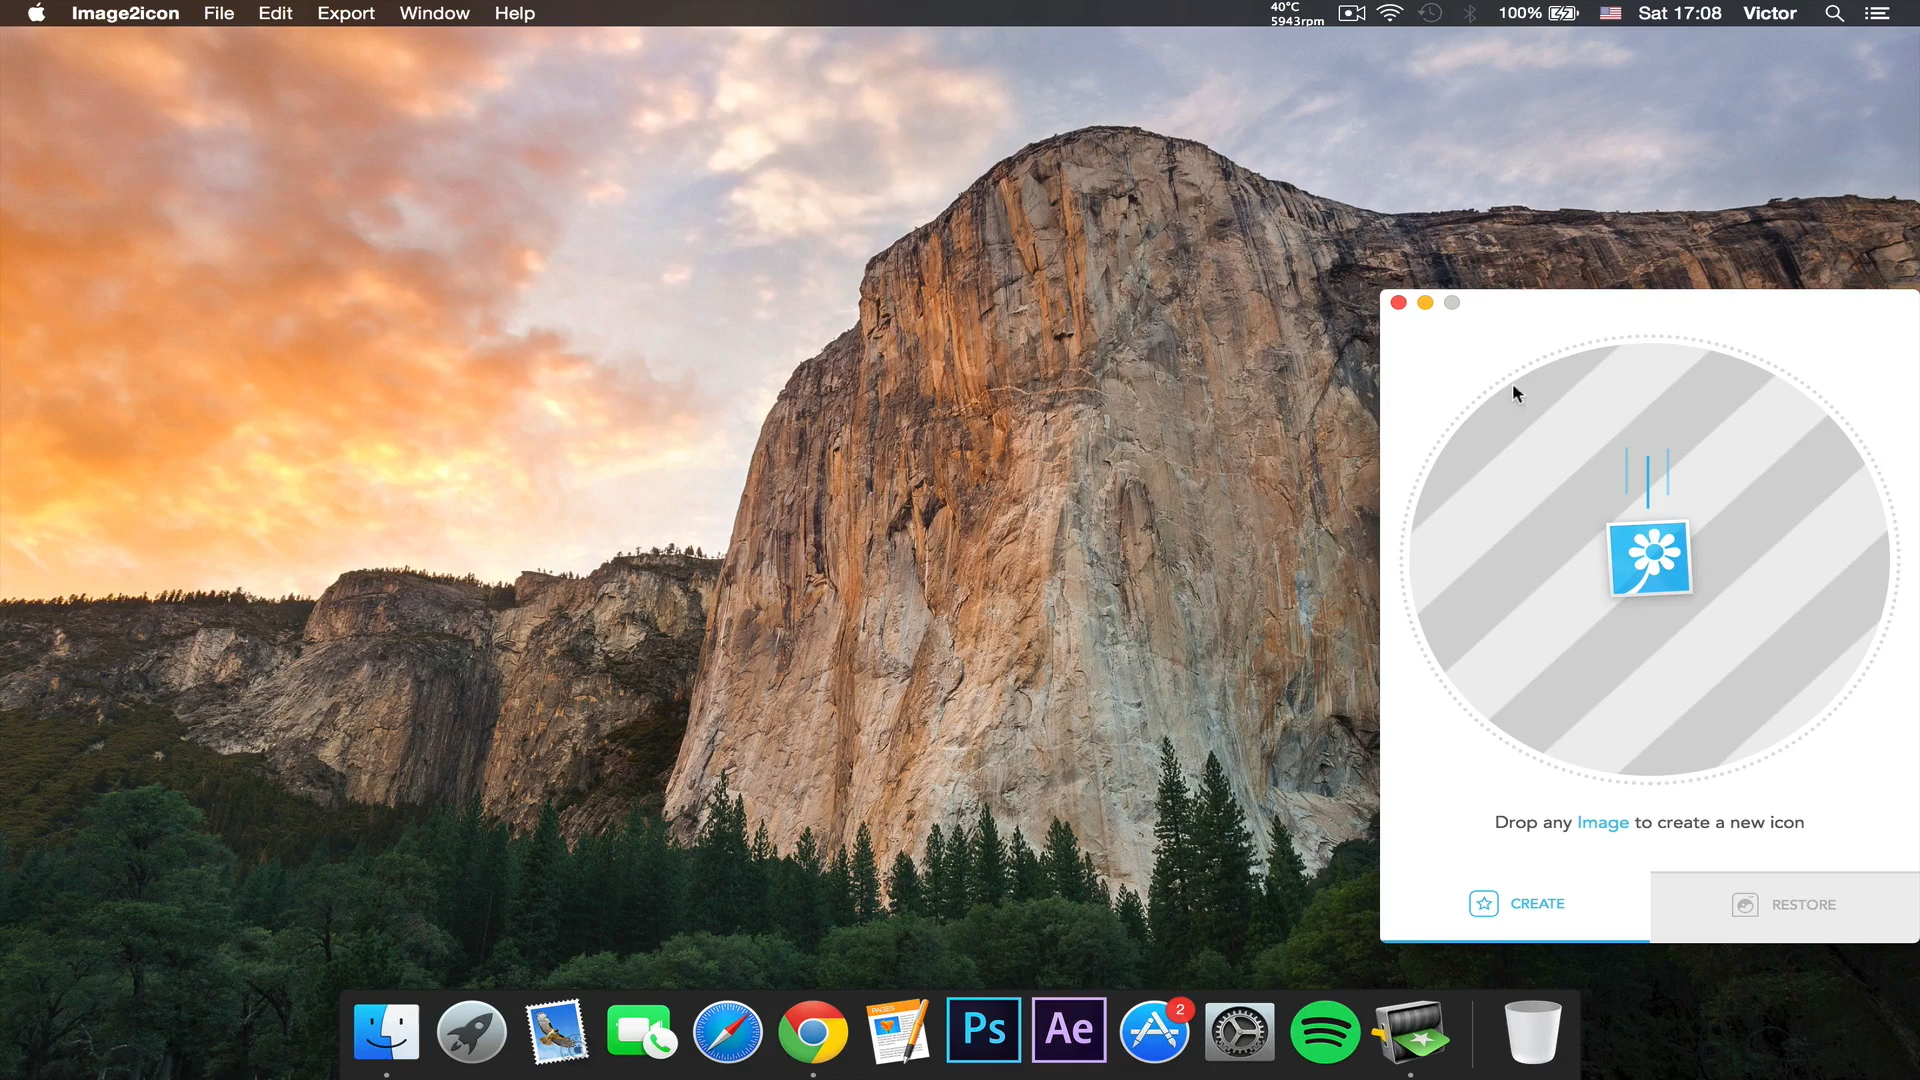 Image2icon File Edit Export Window Help 40°C 5943rpm 100% Sat 17:08 Victor
Drop any Image to create a new icon
CREATE RESTORE
PAGES Ps Ae 2